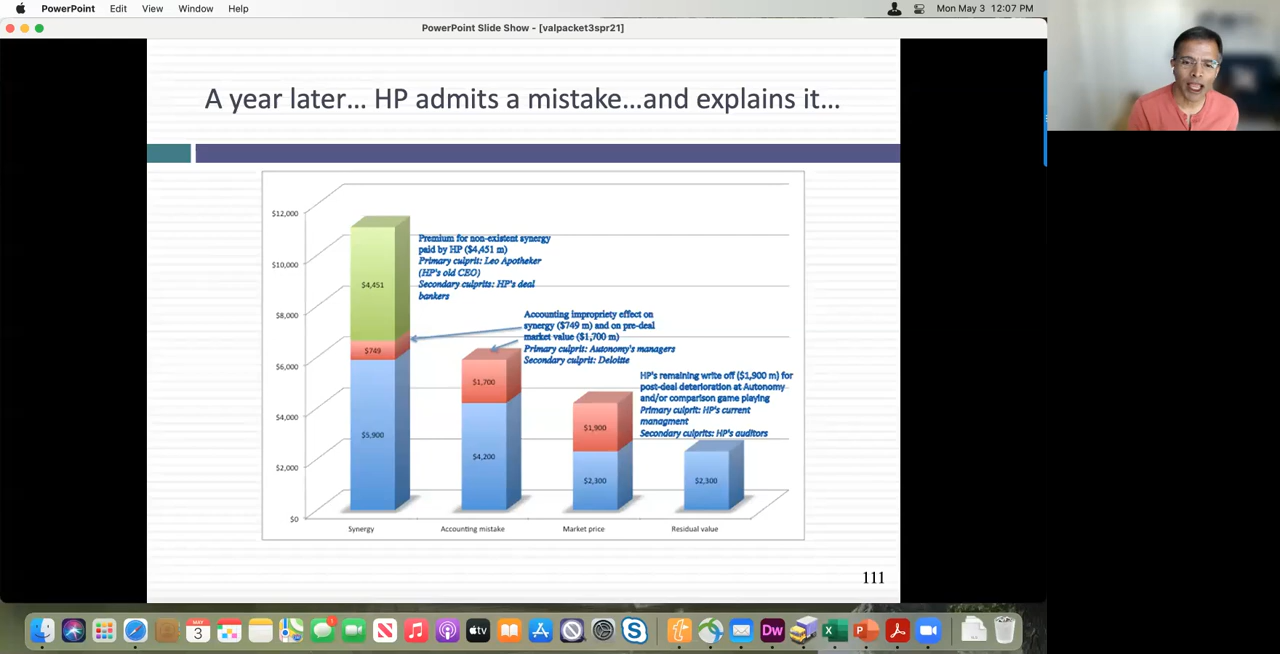 PowerPoint Edit View Window Help
Mon May 3 12:07 PM
PowerPoint Slide Show - [valpacket3spr21]
A year later… HP admits a mistake…and explains it…
$12,000
$10,000
$8,000
$6,000
$4,000
$2,000
$0
$4,451
$749
$5,900
$1,700
$4,200
$1,900
$2,300
$2,300
Premium for non-existent synergy
paid by HP ($4,451 m)
Primary culprit: Leo Apotheker
(HP's old CEO)
Secondary culprits: HP's deal
bankers
Accounting impropriety effect on
synergy ($749 m) and on pre-deal
market value ($1,700 m)
Primary culprit: Autonomy's managers
Secondary culprit: Deloitte
HP's remaining write off ($1,900 m) for
post-deal deterioration at Autonomy
and/or comparison game playing
Primary culprit: HP's current
managment
Secondary culprits: HP's auditors
Synergy
Accounting mistake
Market price
Residual value
111
MAY
3
tv
Dw
X
P